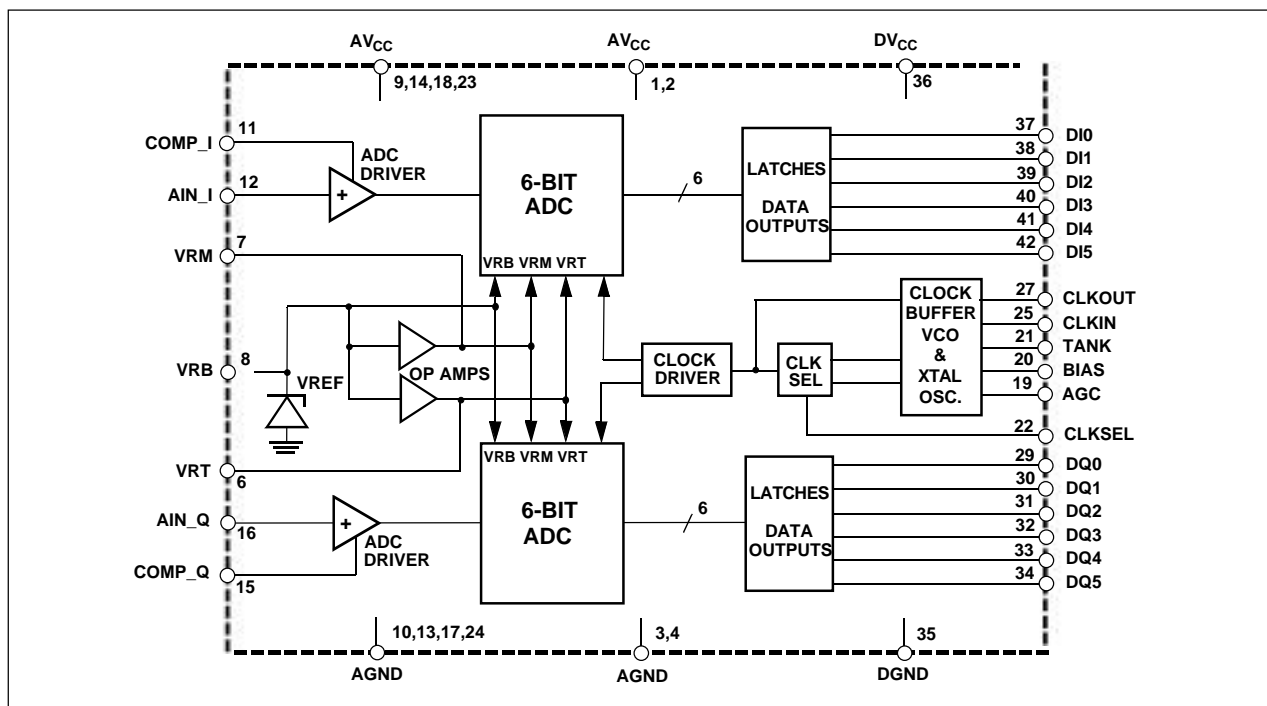 AVCC
AVCC
DVCC
9,14,18,23
1,2
36
COMP_I
11
ADC
DRIVER
AIN_I
12
+
6-BIT
ADC
6
LATCHES
DATA
OUTPUTS
37
DI0
38
DI1
39
DI2
40
DI3
41
DI4
42
DI5
VRM
7
VRB VRM VRT
VRB
8
VREF
OP AMPS
CLOCK
DRIVER
CLK
SEL
CLOCK
BUFFER
VCO
&
XTAL
OSC.
27
CLKOUT
25
CLKIN
21
TANK
20
BIAS
19
AGC
22
CLKSEL
VRT
6
VRB VRM VRT
AIN_Q
16
+
ADC
DRIVER
COMP_Q
15
6-BIT
ADC
6
LATCHES
DATA
OUTPUTS
29
DQ0
30
DQ1
31
DQ2
32
DQ3
33
DQ4
34
DQ5
10,13,17,24
3,4
35
AGND
AGND
DGND